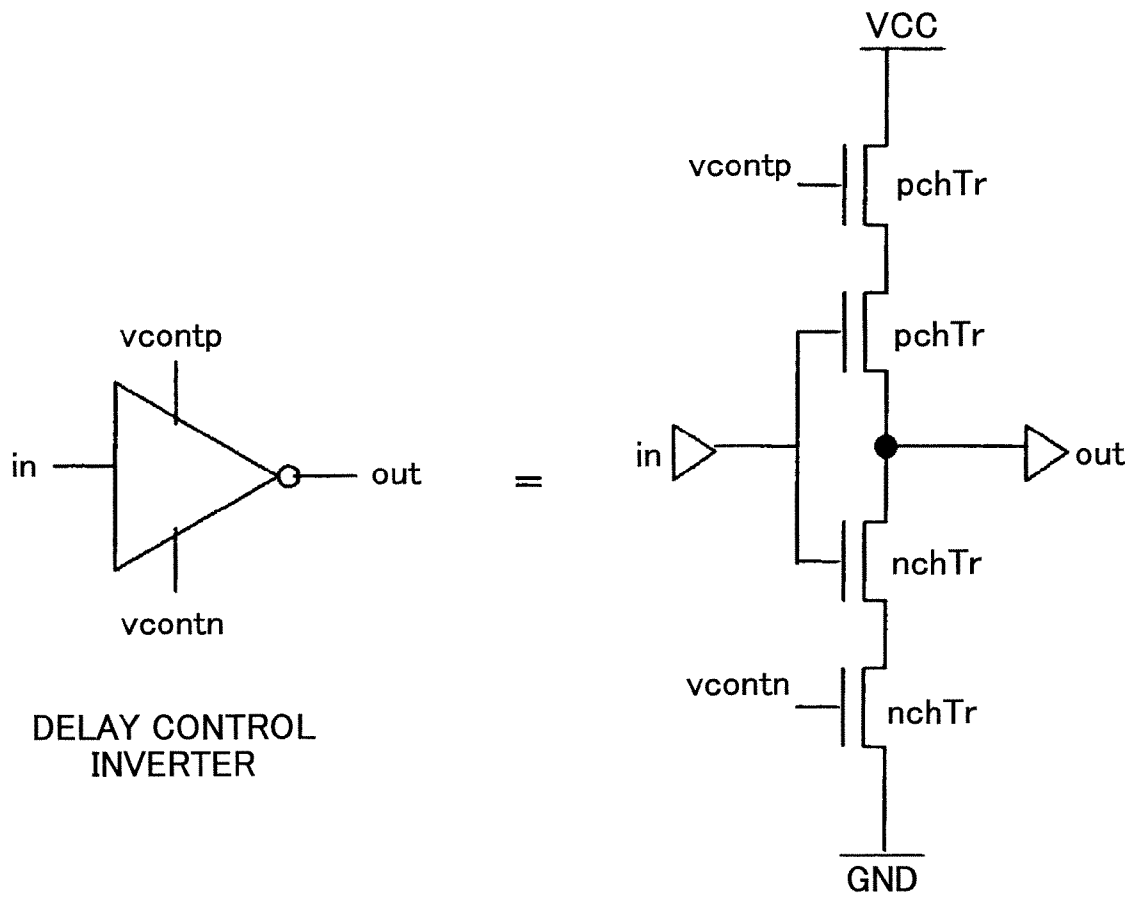 vcontp
in
out
vcontn
DELAY CONTROL
INVERTER
=
VCC
vcontp
pchTr
pchTr
in
out
nchTr
vcontn
nchTr
GND